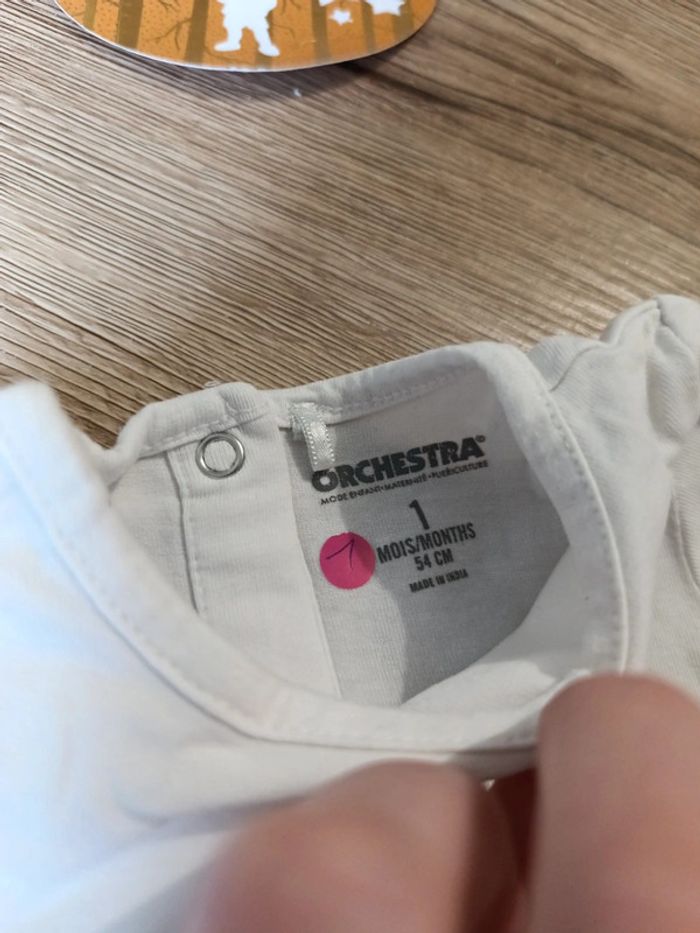 ORCHESTRA®
MODE ENFANT•MATERNITÉ•PUÉRICULTURE
1
MOIS/MONTHS
54 CM
MADE IN INDIA
1